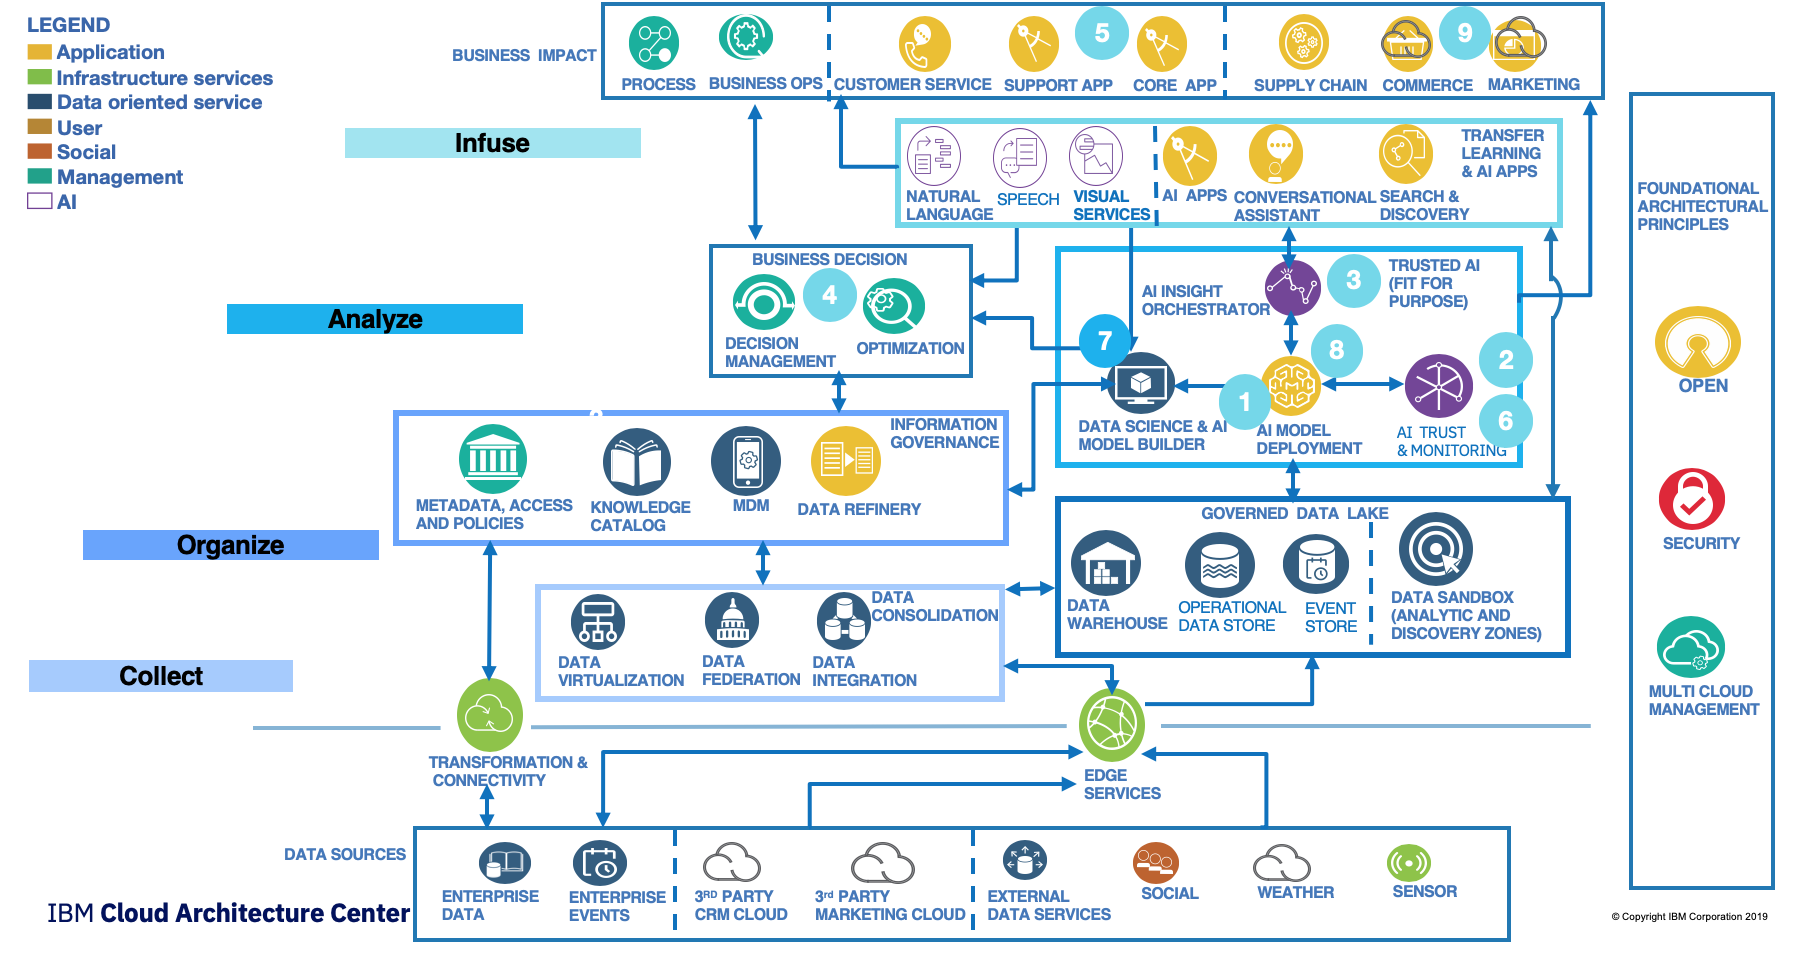 LEGEND
Application
Infrastructure services
Data oriented service
User
Social
Management
AI
BUSINESS IMPACT
PROCESS
BUSINESS OPS
CUSTOMER SERVICE
SUPPORT APP
5
CORE APP
SUPPLY CHAIN
COMMERCE
9
MARKETING
Infuse
NATURAL
LANGUAGE
SPEECH
VISUAL
SERVICES
AI APPS
CONVERSATIONAL
ASSISTANT
SEARCH &
DISCOVERY
TRANSFER
LEARNING
& AI APPS
Analyze
BUSINESS DECISION
4
DECISION
MANAGEMENT
OPTIMIZATION
AI INSIGHT
ORCHESTRATOR
3
TRUSTED AI
(FIT FOR
PURPOSE)
7
8
2
1
6
DATA SCIENCE & AI
MODEL BUILDER
AI MODEL
DEPLOYMENT
AI TRUST
& MONITORING
Organize
INFORMATION
GOVERNANCE
METADATA, ACCESS
AND POLICIES
KNOWLEDGE
CATALOG
MDM
DATA REFINERY
GOVERNED DATA LAKE
DATA
WAREHOUSE
OPERATIONAL
DATA STORE
EVENT
STORE
DATA SANDBOX
(ANALYTIC AND
DISCOVERY ZONES)
Collect
DATA
CONSOLIDATION
DATA
VIRTUALIZATION
DATA
FEDERATION
DATA
INTEGRATION
TRANSFORMATION &
CONNECTIVITY
EDGE
SERVICES
DATA SOURCES
ENTERPRISE
DATA
ENTERPRISE
EVENTS
3RD PARTY
CRM CLOUD
3rd PARTY
MARKETING CLOUD
EXTERNAL
DATA SERVICES
SOCIAL
WEATHER
SENSOR
FOUNDATIONAL
ARCHITECTURAL
PRINCIPLES
OPEN
SECURITY
MULTI CLOUD
MANAGEMENT
IBM Cloud Architecture Center
© Copyright IBM Corporation 2019